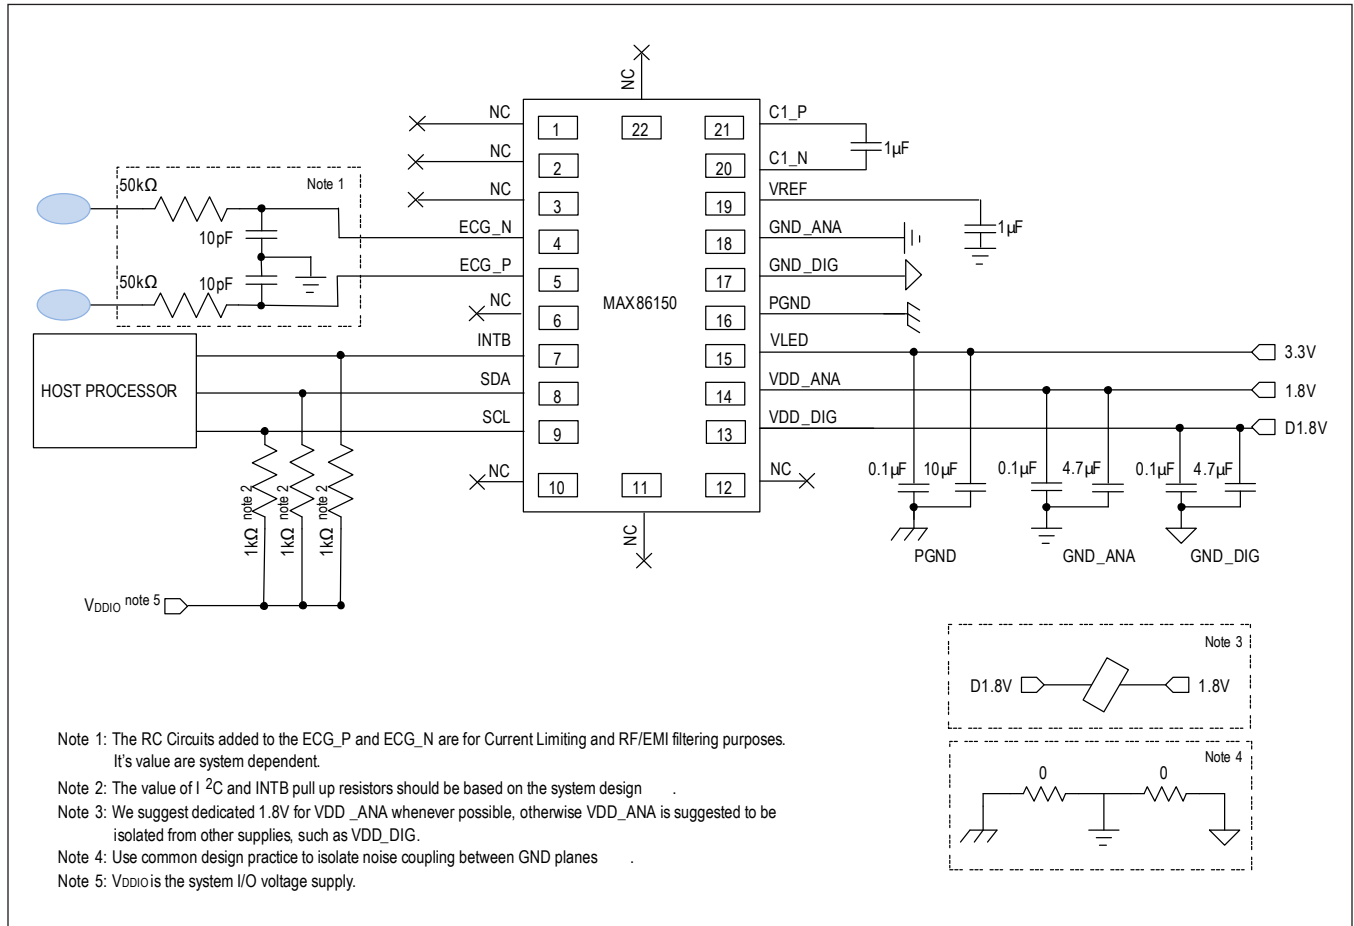 NC
NC
1
22
21
C1_P
1µF
NC
2
20
C1_N
Note 1
50kΩ
NC
3
19
VREF
1µF
10pF
ECG_N
4
18
GND_ANA
50kΩ
10pF
ECG_P
5
17
GND_DIG
MAX86150
NC
6
16
PGND
HOST PROCESSOR
INTB
7
15
VLED
3.3V
SDA
8
14
VDD_ANA
1.8V
SCL
9
13
VDD_DIG
D1.8V
NC
10
11
12
NC
NC
0.1µF
10µF
0.1µF
4.7µF
0.1µF
4.7µF
1kΩ note 2
1kΩ note 2
1kΩ note 2
PGND
GND_ANA
GND_DIG
VDDIO note 5
Note 3
D1.8V
1.8V
Note 4
0
0
Note 1: The RC Circuits added to the ECG_P and ECG_N are for Current Limiting and RF/EMI filtering purposes.
It's value are system dependent.
Note 2: The value of I 2C and INTB pull up resistors should be based on the system design .
Note 3: We suggest dedicated 1.8V for VDD _ANA whenever possible, otherwise VDD_ANA is suggested to be
isolated from other supplies, such as VDD_DIG.
Note 4: Use common design practice to isolate noise coupling between GND planes .
Note 5: VDDIO is the system I/O voltage supply.